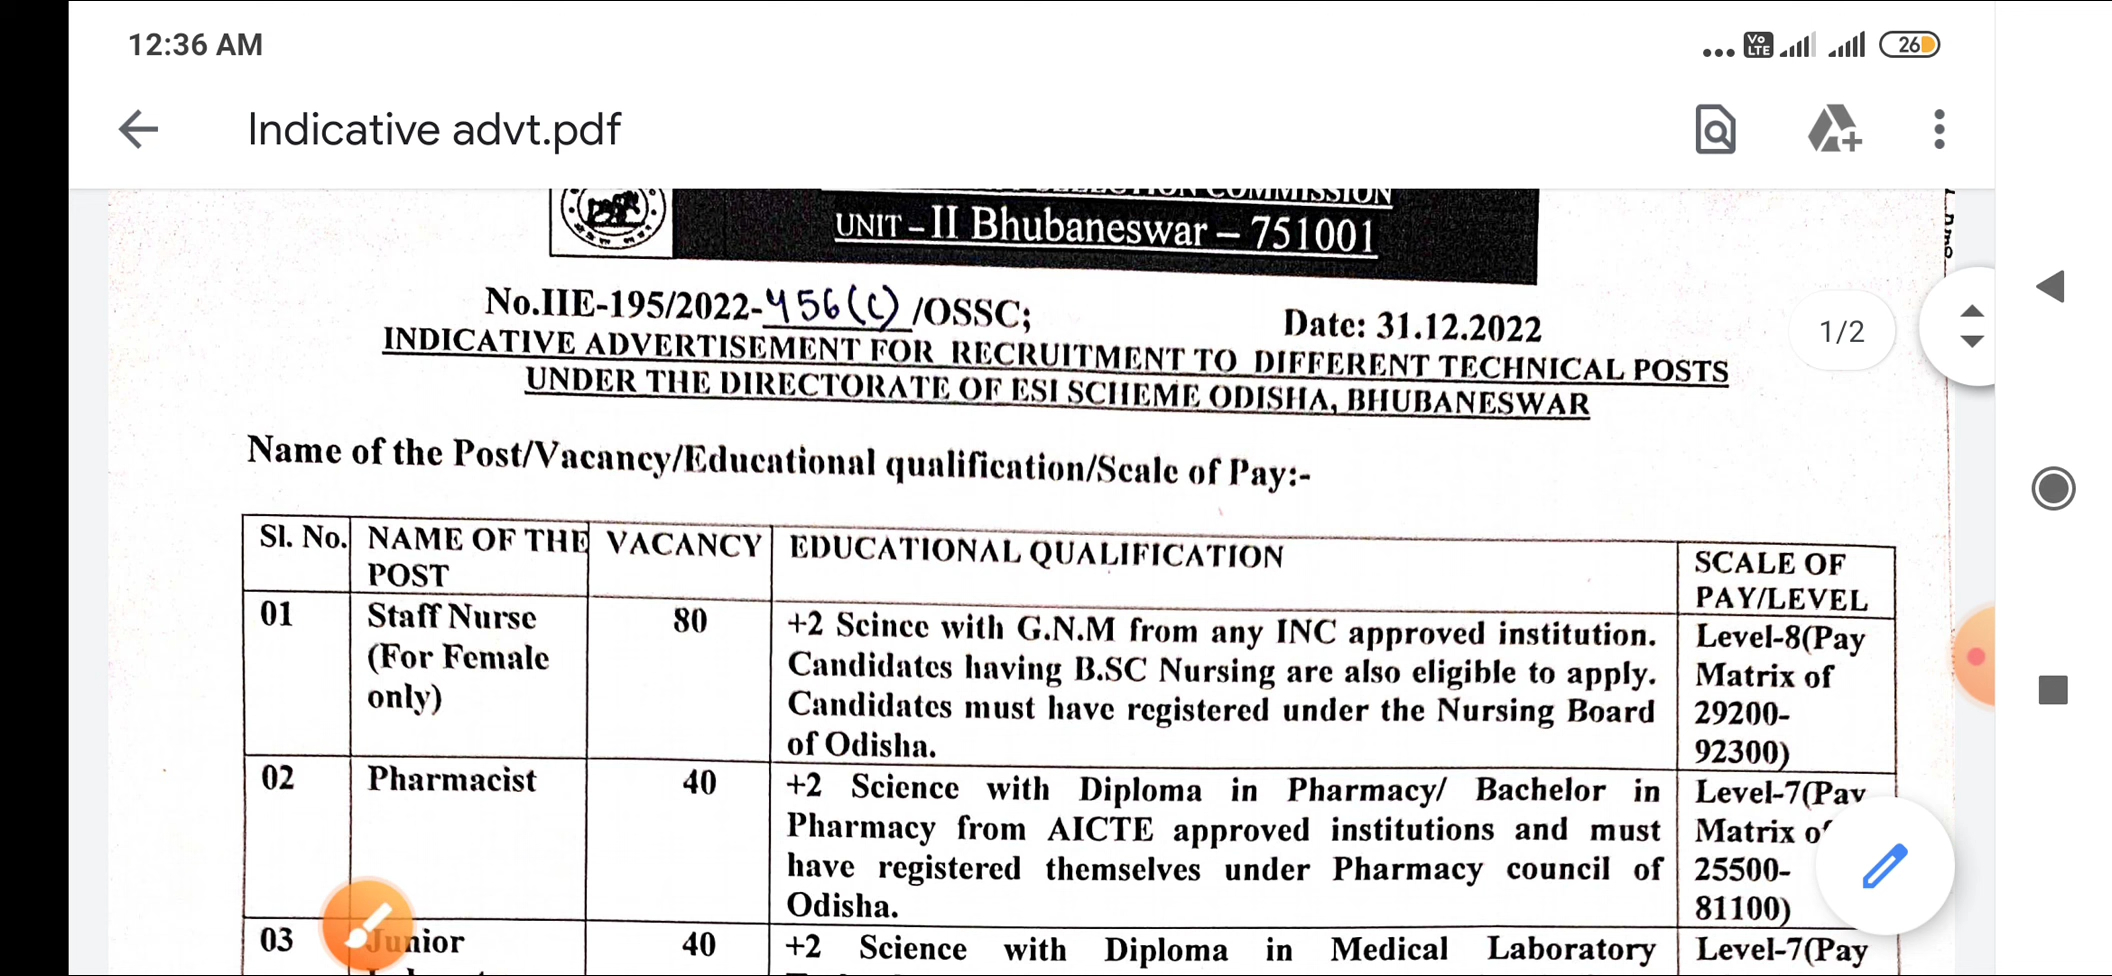 12:36 AM
Vo LTE
26
Indicative advt.pdf
COMMISSION
UNIT – II Bhubaneswar – 751001
No.IIE-195/2022-456(C)/OSSC; Date: 31.12.2022
1/2
INDICATIVE ADVERTISEMENT FOR RECRUITMENT TO DIFFERENT TECHNICAL POSTS
UNDER THE DIRECTORATE OF ESI SCHEME ODISHA, BHUBANESWAR
Name of the Post/Vacancy/Educational qualification/Scale of Pay:-
Sl. No. NAME OF THE POST VACANCY EDUCATIONAL QUALIFICATION SCALE OF PAY/LEVEL
01 Staff Nurse 80 +2 Scince with G.N.M from any INC approved institution. Level-8(Pay
(For Female Candidates having B.SC Nursing are also eligible to apply. Matrix of
only) Candidates must have registered under the Nursing Board 29200-
of Odisha. 92300)
02 Pharmacist 40 +2 Science with Diploma in Pharmacy/ Bachelor in Level-7(Pay
Pharmacy from AICTE approved institutions and must Matrix of
have registered themselves under Pharmacy council of 25500-
Odisha. 81100)
03 Junior 40 +2 Science with Diploma in Medical Laboratory Level-7(Pay